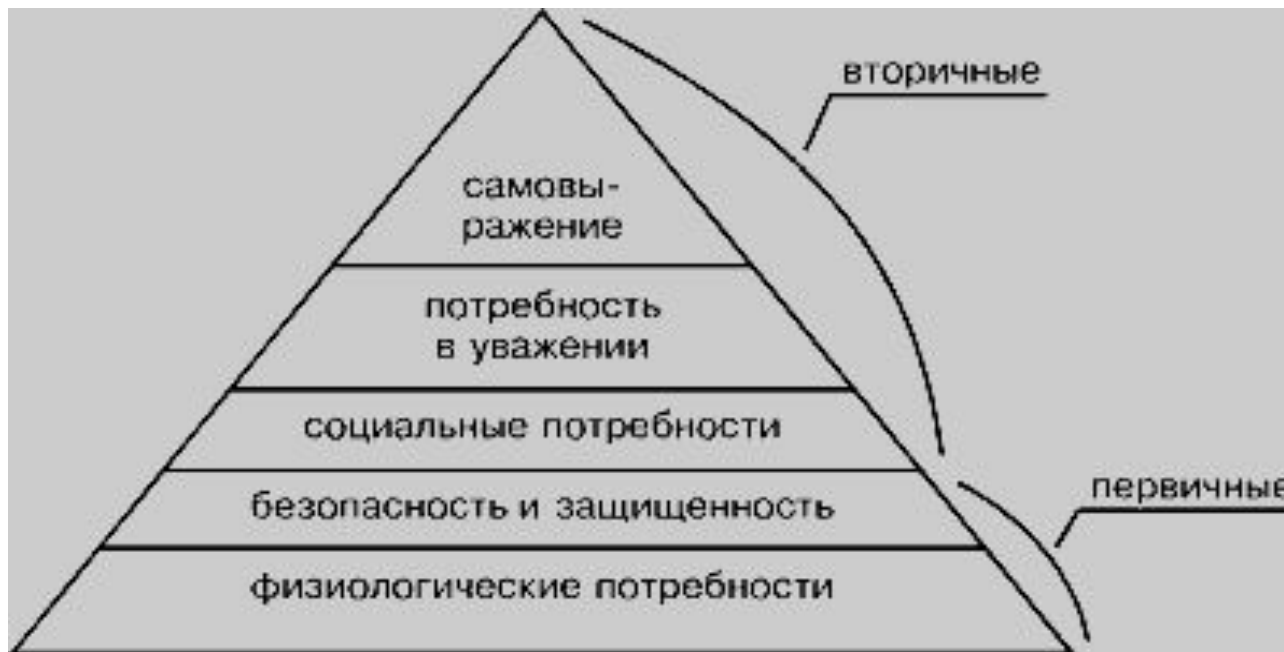 вторичные
самовы-
ражение
потребность
в уважении
социальные потребности
безопасность и защищенность
первичные
физиологические потребности